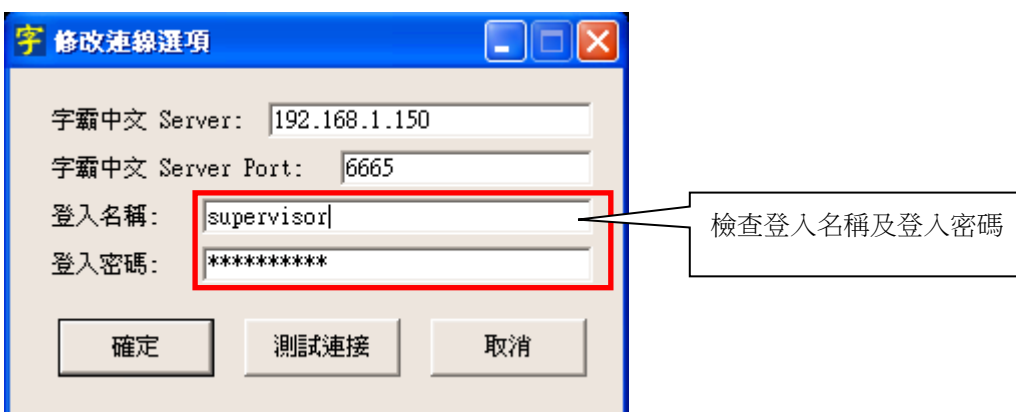 字 修改連線選項
字霸中文 Server: 192.168.1.150
字霸中文 Server Port: 6665
登入名稱: supervisor
檢查登入名稱及登入密碼
登入密碼: **********
確定 測試連接 取消